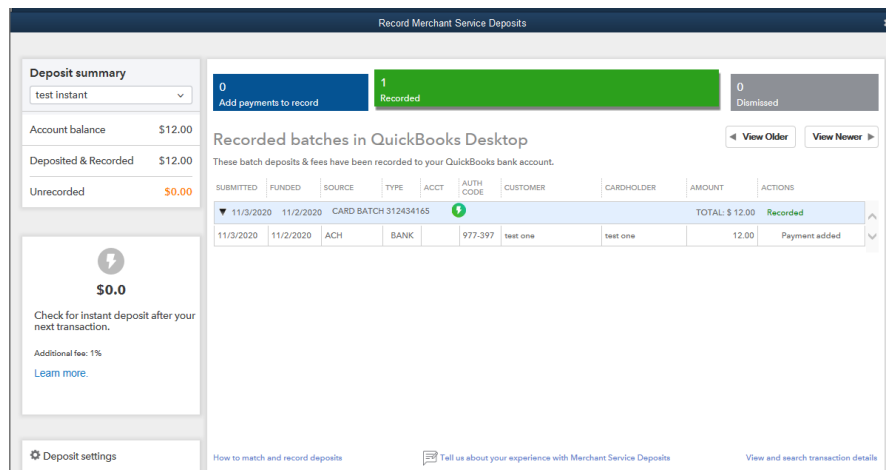 Record Merchant Service Deposits
Deposit summary
test instant
Account balance $12.00
Deposited & Recorded $12.00
Unrecorded $0.00
$0.0
Check for instant deposit after your
next transaction.
Additional fee: 1%
Learn more.
Deposit settings
0
Add payments to record
1
Recorded
0
Dismissed
Recorded batches in QuickBooks Desktop
View Older
View Newer
These batch deposits & fees have been recorded to your QuickBooks bank account.
SUBMITTED FUNDED SOURCE TYPE ACCT AUTH CODE CUSTOMER CARDHOLDER AMOUNT ACTIONS
11/3/2020 11/2/2020 CARD BATCH 312434165 TOTAL: $ 12.00 Recorded
11/3/2020 11/2/2020 ACH BANK 977-397 test one test one 12.00 Payment added
How to match and record deposits
Tell us about your experience with Merchant Service Deposits
View and search transaction details